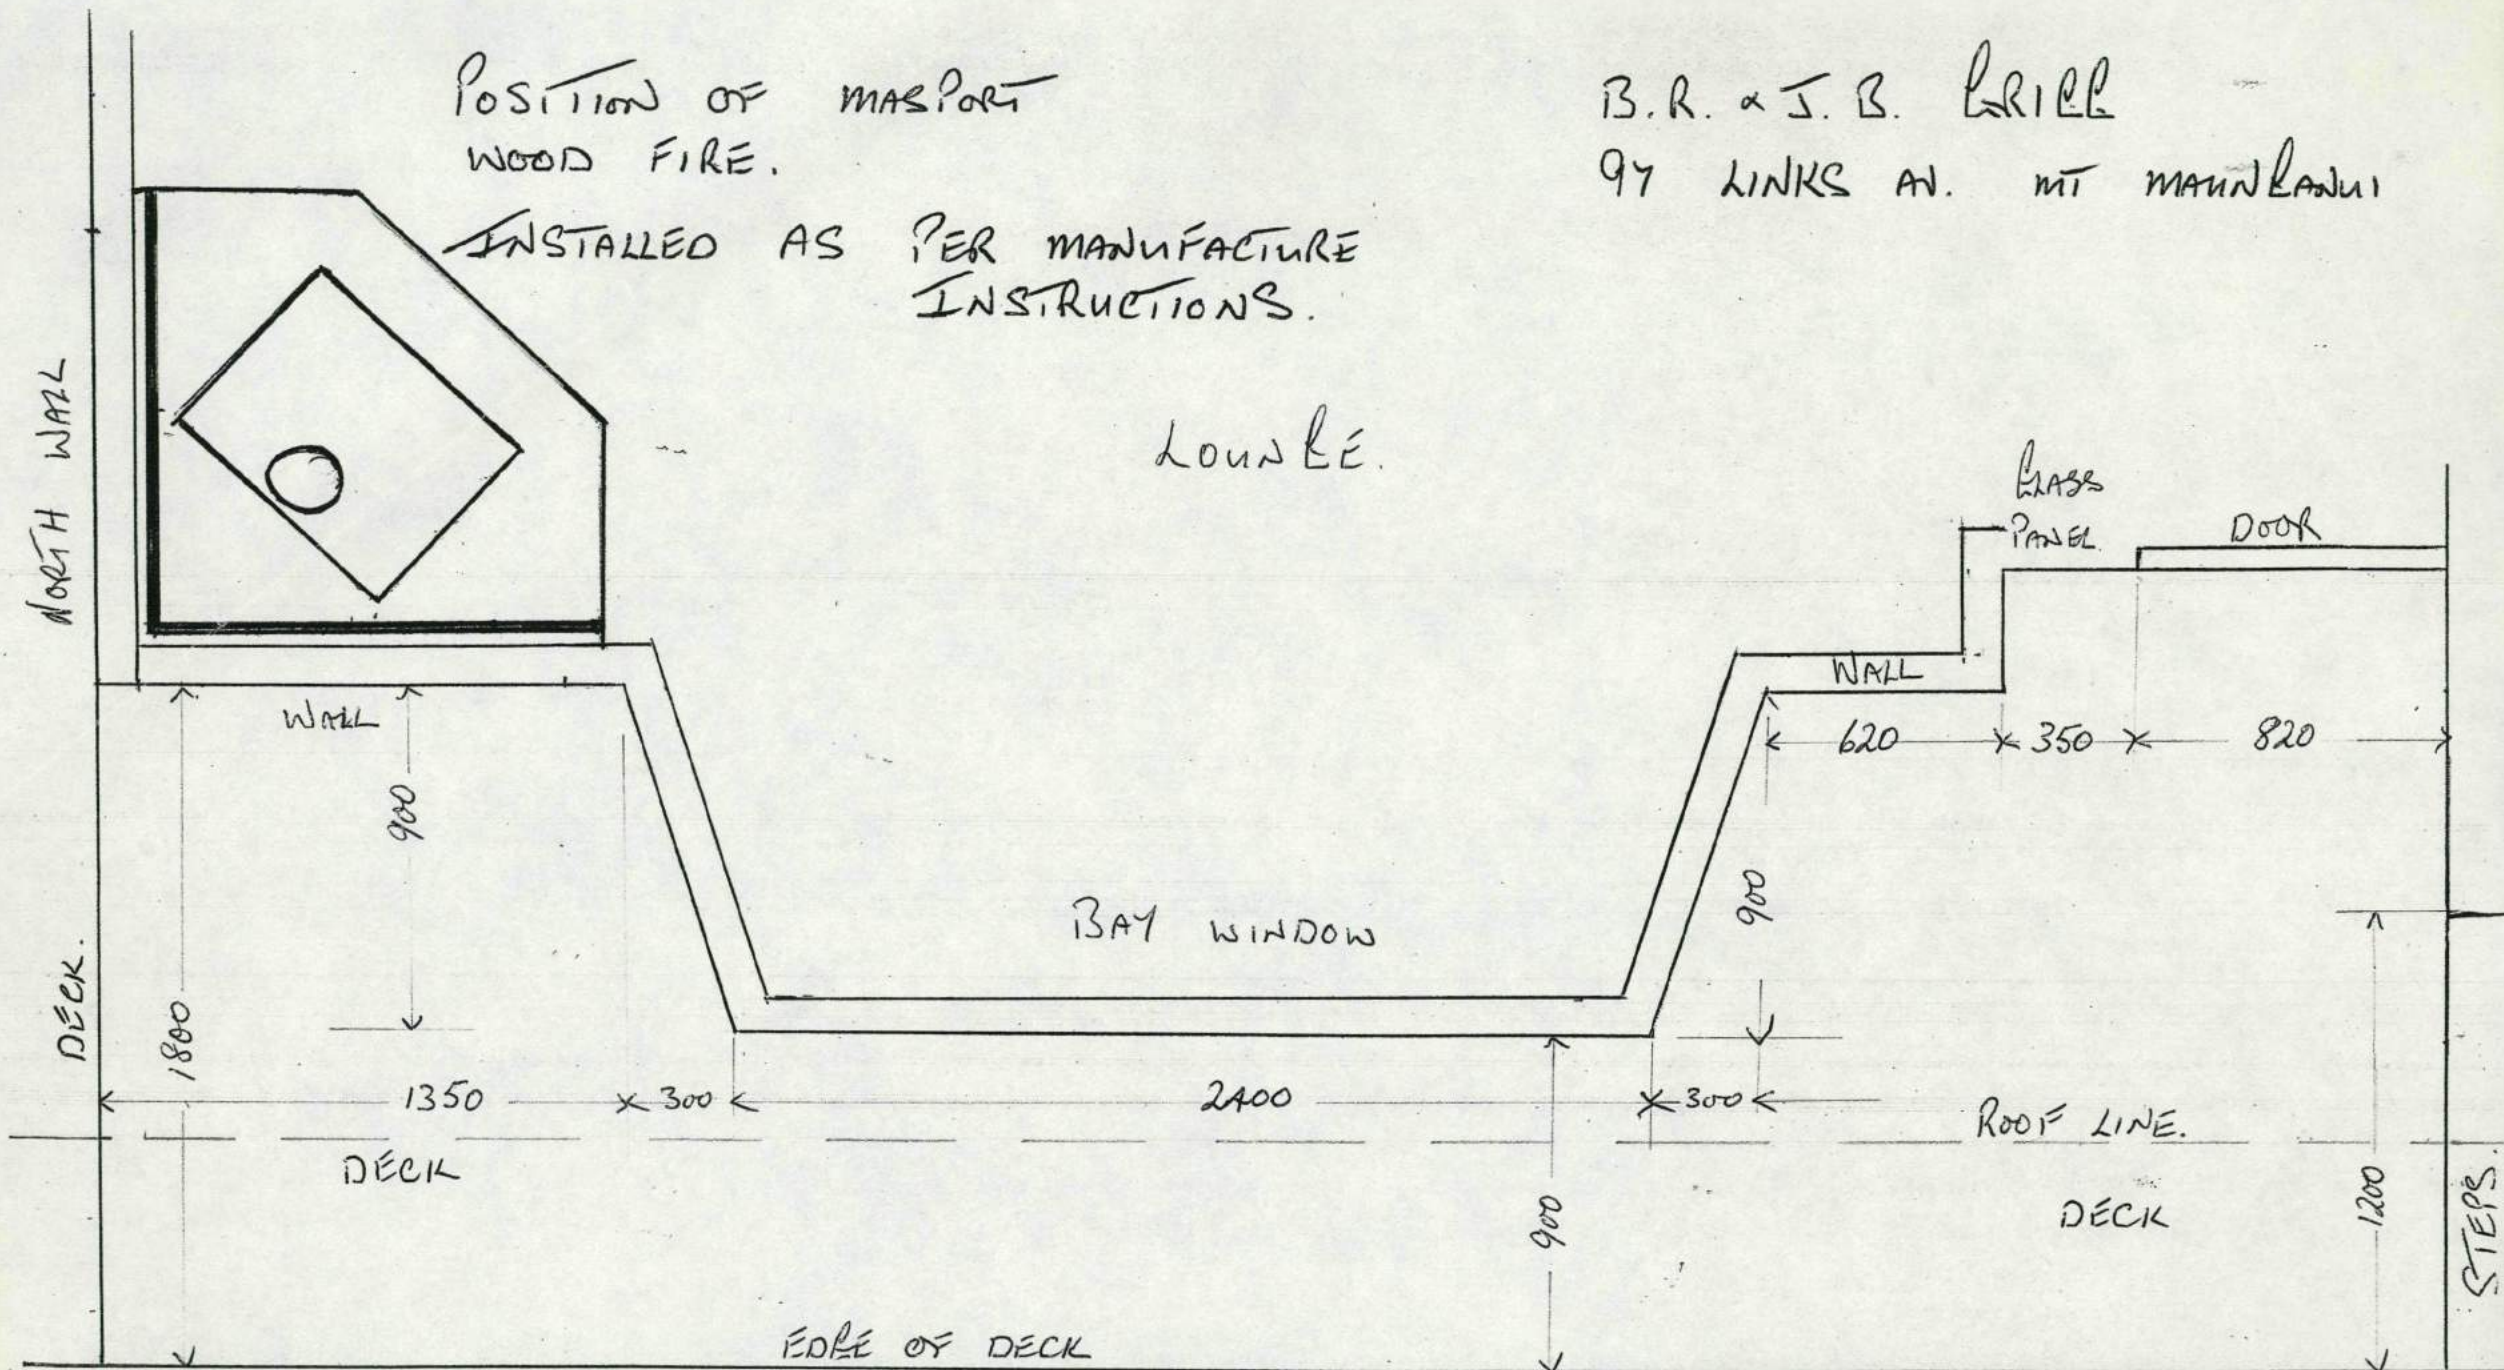 POSITION OF MASPORT
WOOD FIRE.
INSTALLED AS PER MANUFACTURE
INSTRUCTIONS.
B.R. & J.B. GRIGG
97 LINKS AV. MT MAUNGANUI
NORTH WALL
LOUNGE.
GLASS
PANEL
DOOR
WALL
WALL
620
350
820
900
900
DECK.
1800
BAY WINDOW
1350
300
2400
300
ROOF LINE.
DECK
DECK
900
1200
STEPS.
EDGE OF DECK